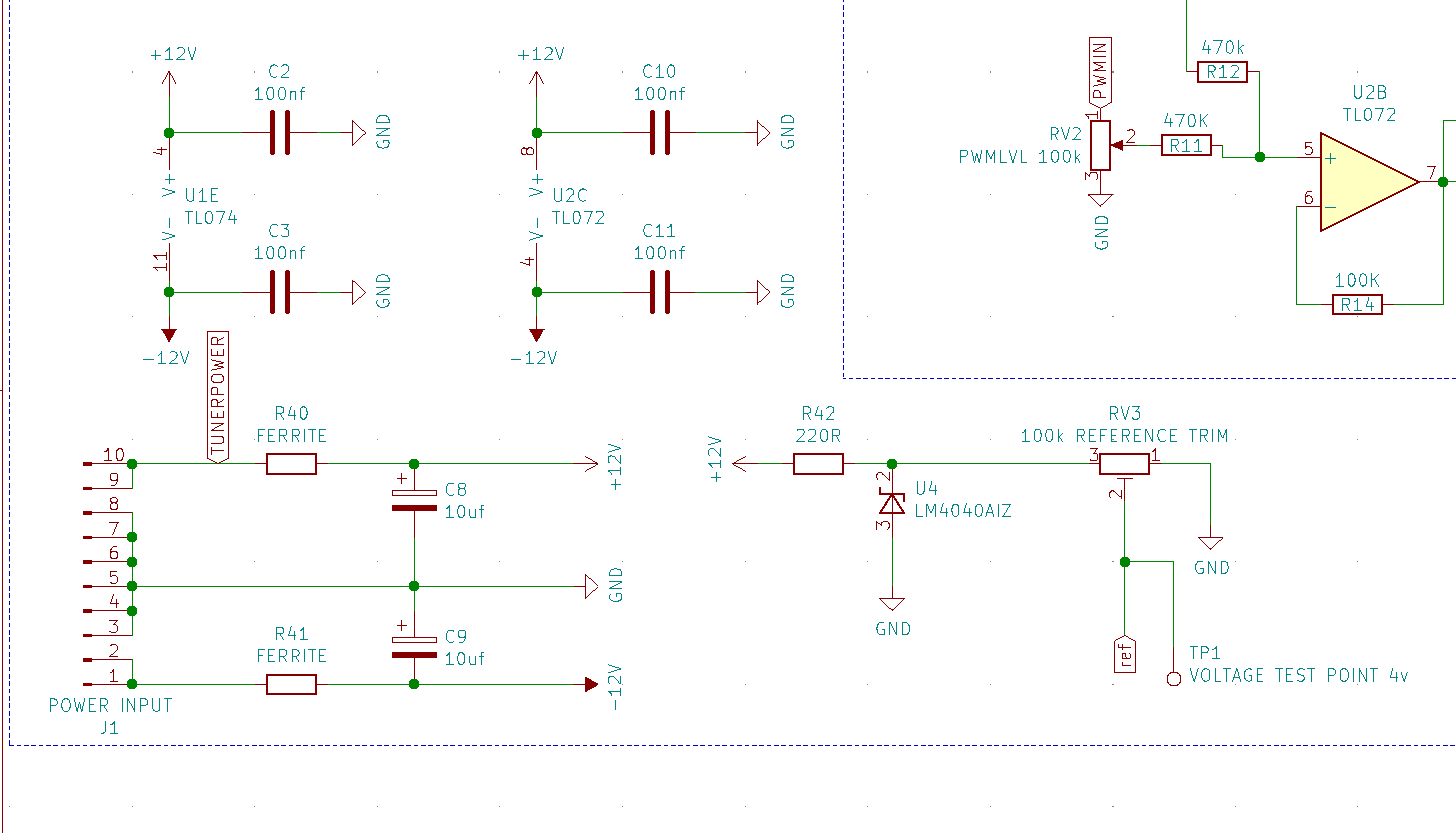 +12V
C2
100nf
GND
4
V+
U1E
TL074
V-
11
C3
100nf
GND
-12V
+12V
C10
100nf
GND
8
V+
U2C
TL072
V-
4
C11
100nf
GND
-12V
PWMIN
1
RV2
PWMLVL 100k
2
3
GND
470k
R12
470K
R11
U2B
TL072
5
+
6
-
7
100K
R14
TUNERPOWER
R40
FERRITE
10
9
8
7
6
5
4
3
2
1
POWER INPUT
J1
+
C8
10uf
+12V
GND
R41
FERRITE
+
C9
10uf
-12V
+12V
R42
220R
2
U4
LM4040AIZ
3
GND
RV3
100k REFERENCE TRIM
3
1
2
GND
ref
TP1
VOLTAGE TEST POINT 4v